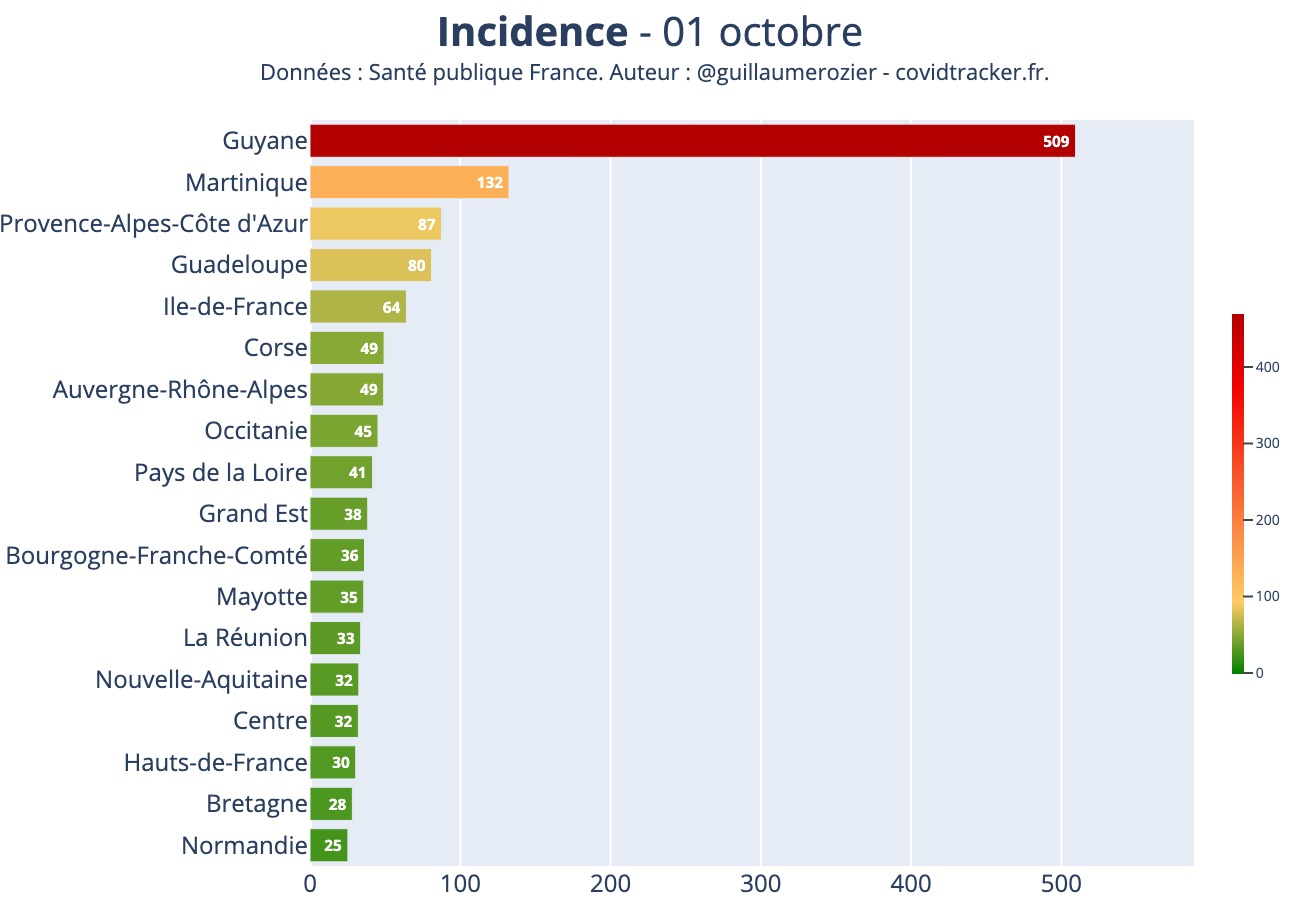 Incidence - 01 octobre
Données : Santé publique France. Auteur : @guillaumerozier - covidtracker.fr.
Guyane 509
Martinique 132
Provence-Alpes-Côte d'Azur 87
Guadeloupe 80
Ile-de-France 64
Corse 49
Auvergne-Rhône-Alpes 49
Occitanie 45
Pays de la Loire 41
Grand Est 38
Bourgogne-Franche-Comté 36
Mayotte 35
La Réunion 33
Nouvelle-Aquitaine 32
Centre 32
Hauts-de-France 30
Bretagne 28
Normandie 25
0 100 200 300 400 500
400
300
200
100
0